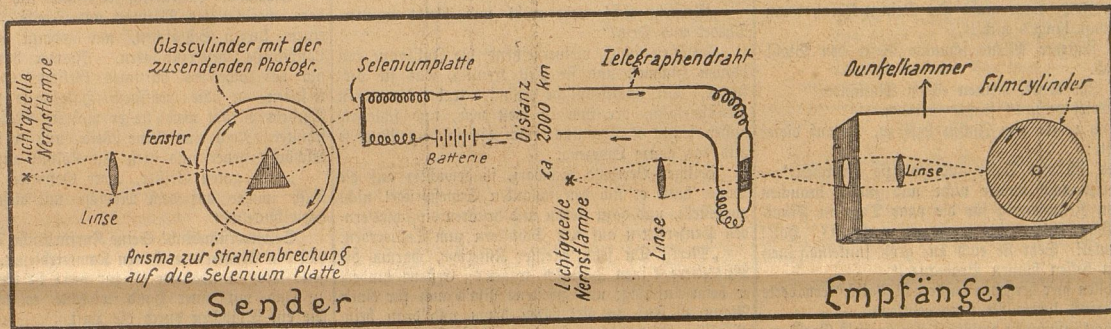 Lichtquelle
Nernstlampe
Linse
Fenster
Glascylinder mit der
zusendenden Photogr.
Prisma zur Strahlenbrechung
auf die Selenium Platte
Seleniumplatte
Batterie
Distanz
ca. 2000 km
Telegraphendraht
Lichtquelle
Nernstlampe
Linse
Dunkelkammer
Linse
Filmcylinder
Sender
Empfänger